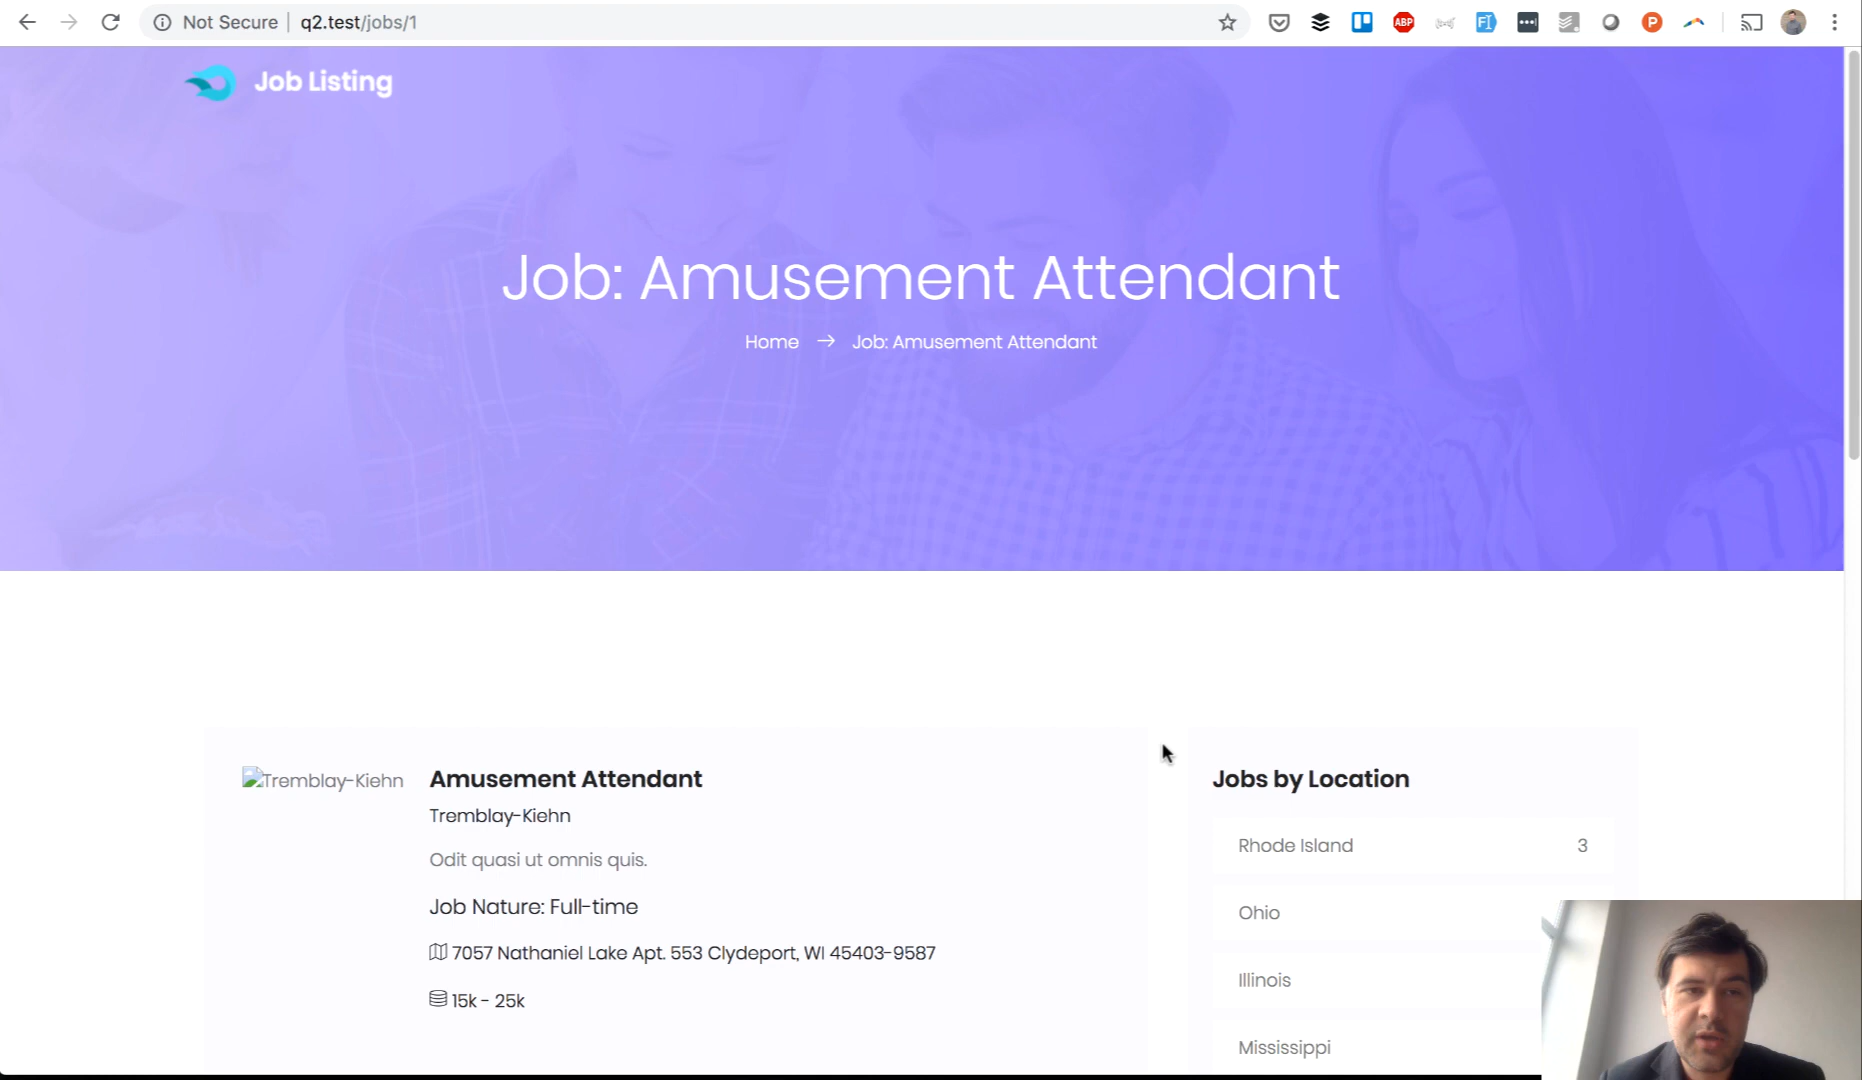 Not Secure | q2.test/jobs/1
ABP
P
Job Listing
Job: Amusement Attendant
Home → Job: Amusement Attendant
Tremblay-Kiehn
Amusement Attendant
Tremblay-Kiehn
Odit quasi ut omnis quis.
Job Nature: Full-time
7057 Nathaniel Lake Apt. 553 Clydeport, WI 45403-9587
15k - 25k
Jobs by Location
Rhode Island 3
Ohio
Illinois
Mississippi